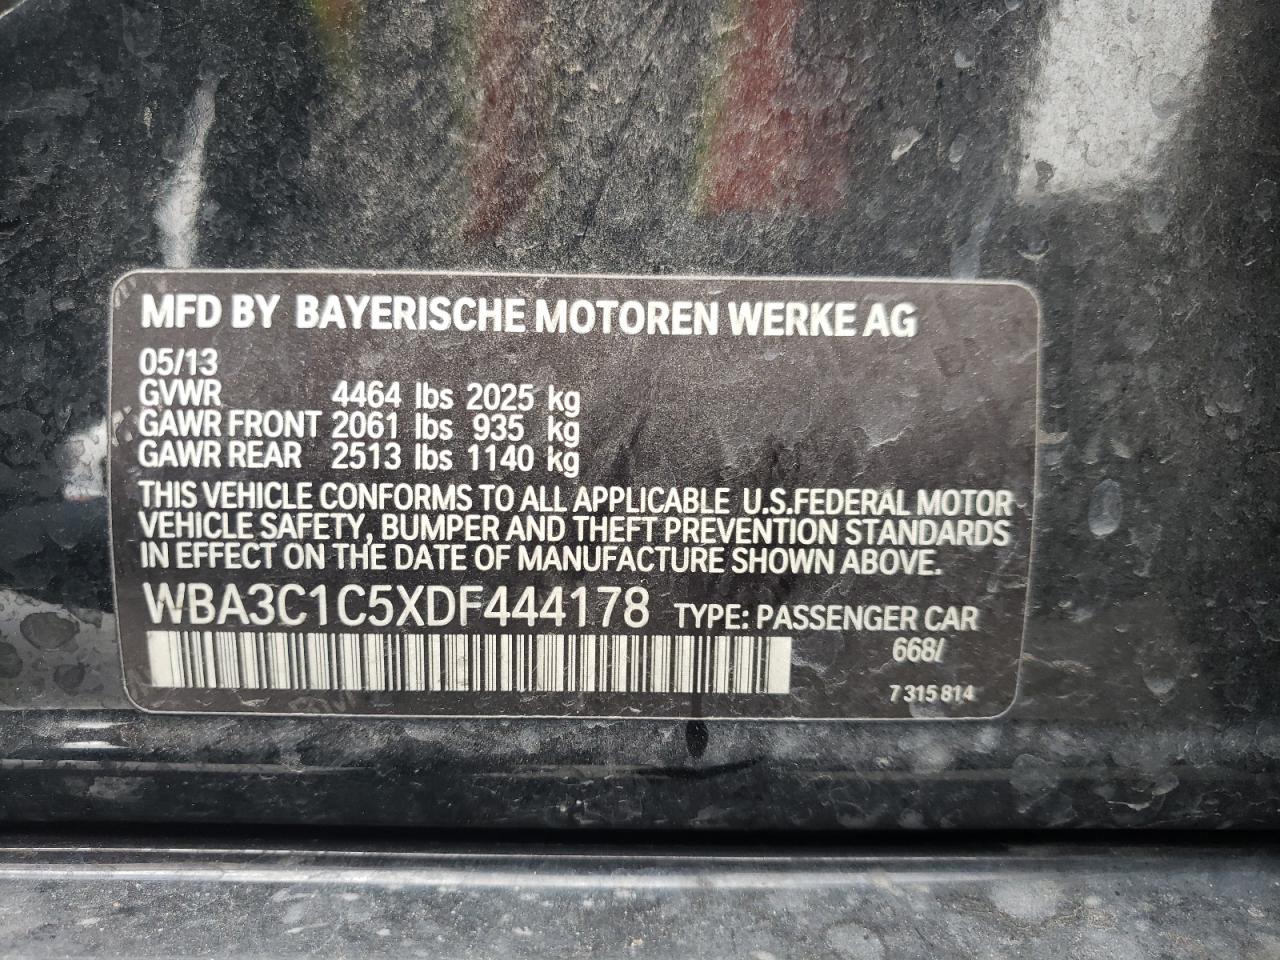 MFD BY BAYERISCHE MOTOREN WERKE AG
05/13
GVWR 4464 lbs 2025 kg
GAWR FRONT 2061 lbs 935 kg
GAWR REAR 2513 lbs 1140 kg
THIS VEHICLE CONFORMS TO ALL APPLICABLE U.S.FEDERAL MOTOR
VEHICLE SAFETY, BUMPER AND THEFT PREVENTION STANDARDS
IN EFFECT ON THE DATE OF MANUFACTURE SHOWN ABOVE.
WBA3C1C5XDF444178 TYPE: PASSENGER CAR
668/
7 315 814